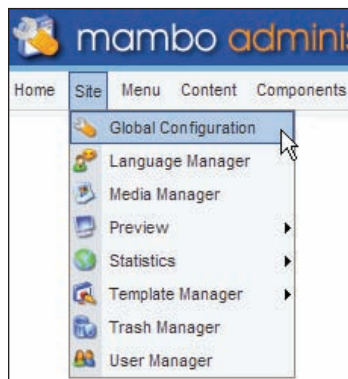 mambo adminis
Home Site Menu Content Components
Global Configuration
Language Manager
Media Manager
Preview
Statistics
Template Manager
Trash Manager
User Manager